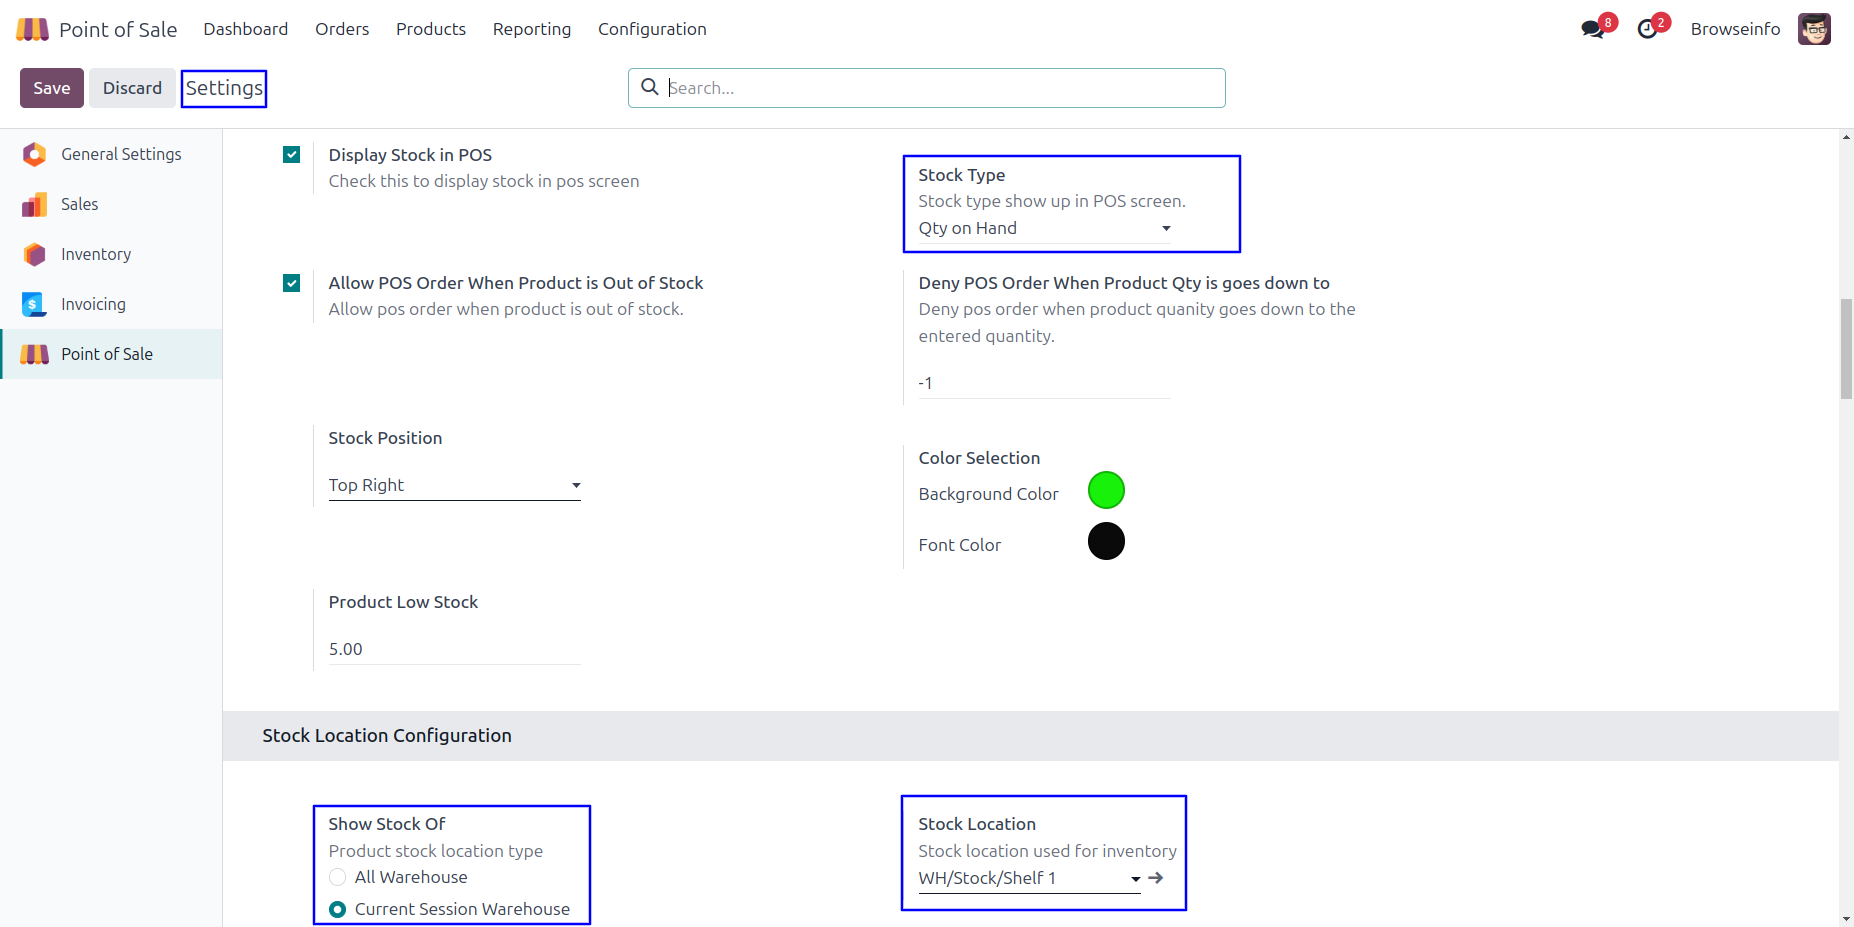 Point of Sale Dashboard Orders Products Reporting Configuration 8 2 Browseinfo
Save Discard Settings Search...
General Settings
Sales
Inventory
$ Invoicing
Point of Sale
Display Stock in POS
Check this to display stock in pos screen
Stock Type
Stock type show up in POS screen.
Qty on Hand
Allow POS Order When Product is Out of Stock
Allow pos order when product is out of stock.
Deny POS Order When Product Qty is goes down to
Deny pos order when product quanity goes down to the
entered quantity.
-1
Stock Position
Top Right
Color Selection
Background Color
Font Color
Product Low Stock
5.00
Stock Location Configuration
Show Stock Of
Product stock location type
All Warehouse
Current Session Warehouse
Stock Location
Stock location used for inventory
WH/Stock/Shelf 1